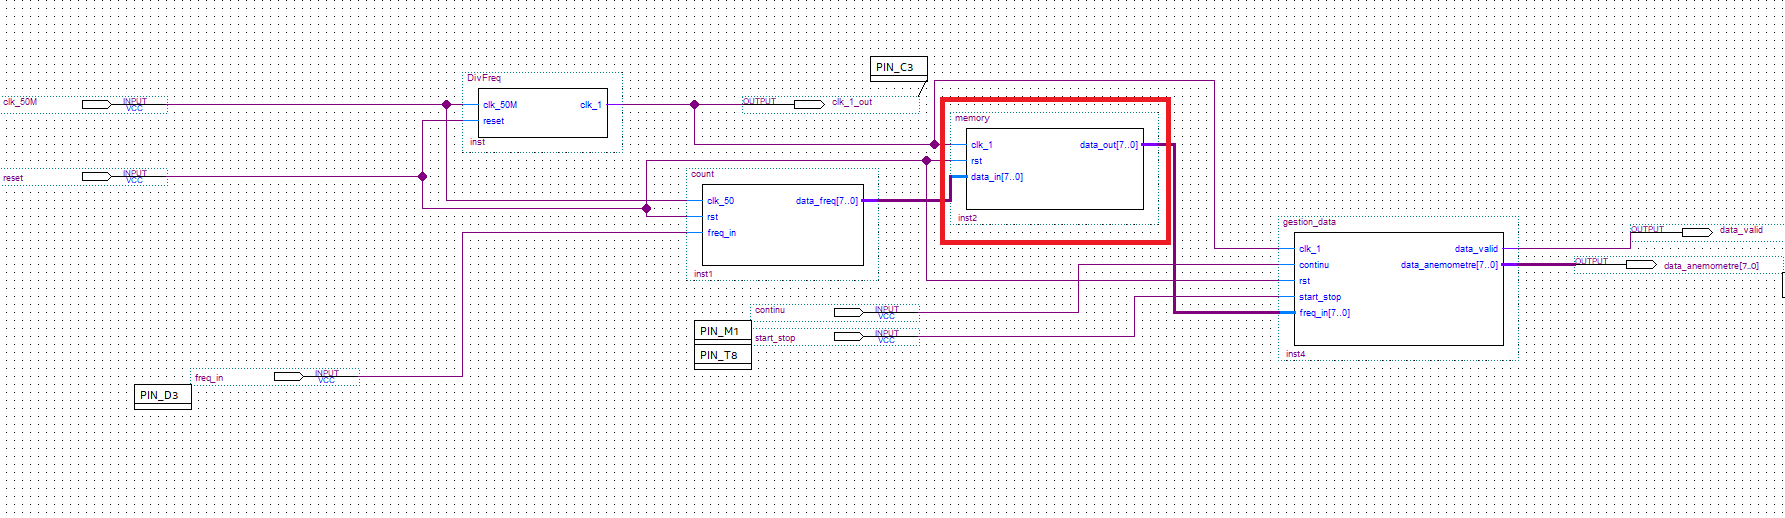 PIN_C3
DivFreq
clk_50M
INPUT
VCC
clk_50M
clk_1
OUTPUT
clk_1_out
reset
inst
memory
clk_1
data_out[7..0]
rst
data_in[7..0]
inst2
reset
INPUT
VCC
count
clk_50
data_freq[7..0]
rst
freq_in
inst1
gestion_data
clk_1
data_valid
continu
data_anemometre[7..0]
rst
start_stop
freq_in[7..0]
inst4
OUTPUT
data_valid
OUTPUT
data_anemometre[7..0]
continu
INPUT
VCC
PIN_M1
start_stop
INPUT
VCC
PIN_T8
freq_in
INPUT
VCC
PIN_D3